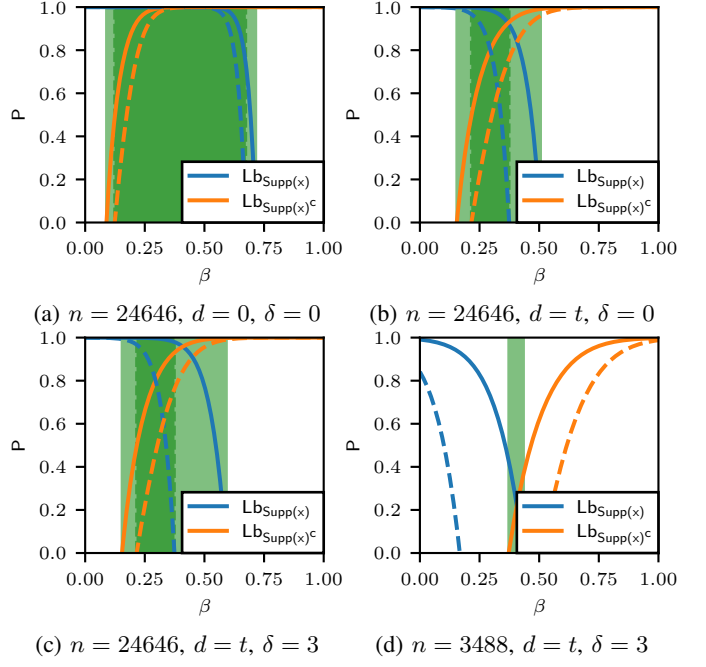 1.0
0.8
0.6
0.4
0.2
0.0
P
0.00 0.25 0.50 0.75 1.00
β
Lb_Supp(x)
Lb_Supp(x)^c
(a) n = 24646, d = 0, δ = 0
1.0
0.8
0.6
0.4
0.2
0.0
P
0.00 0.25 0.50 0.75 1.00
β
Lb_Supp(x)
Lb_Supp(x)^c
(b) n = 24646, d = t, δ = 0
1.0
0.8
0.6
0.4
0.2
0.0
P
0.00 0.25 0.50 0.75 1.00
β
Lb_Supp(x)
Lb_Supp(x)^c
(c) n = 24646, d = t, δ = 3
1.0
0.8
0.6
0.4
0.2
0.0
P
0.00 0.25 0.50 0.75 1.00
β
Lb_Supp(x)
Lb_Supp(x)^c
(d) n = 3488, d = t, δ = 3